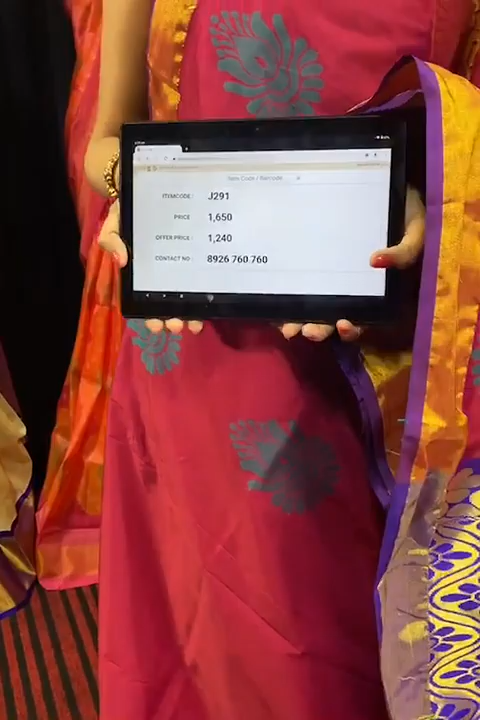 Item Code / Barcode
ITEMCODE : J291
PRICE : 1,650
OFFER PRICE : 1,240
CONTACT NO : 8926 760 760